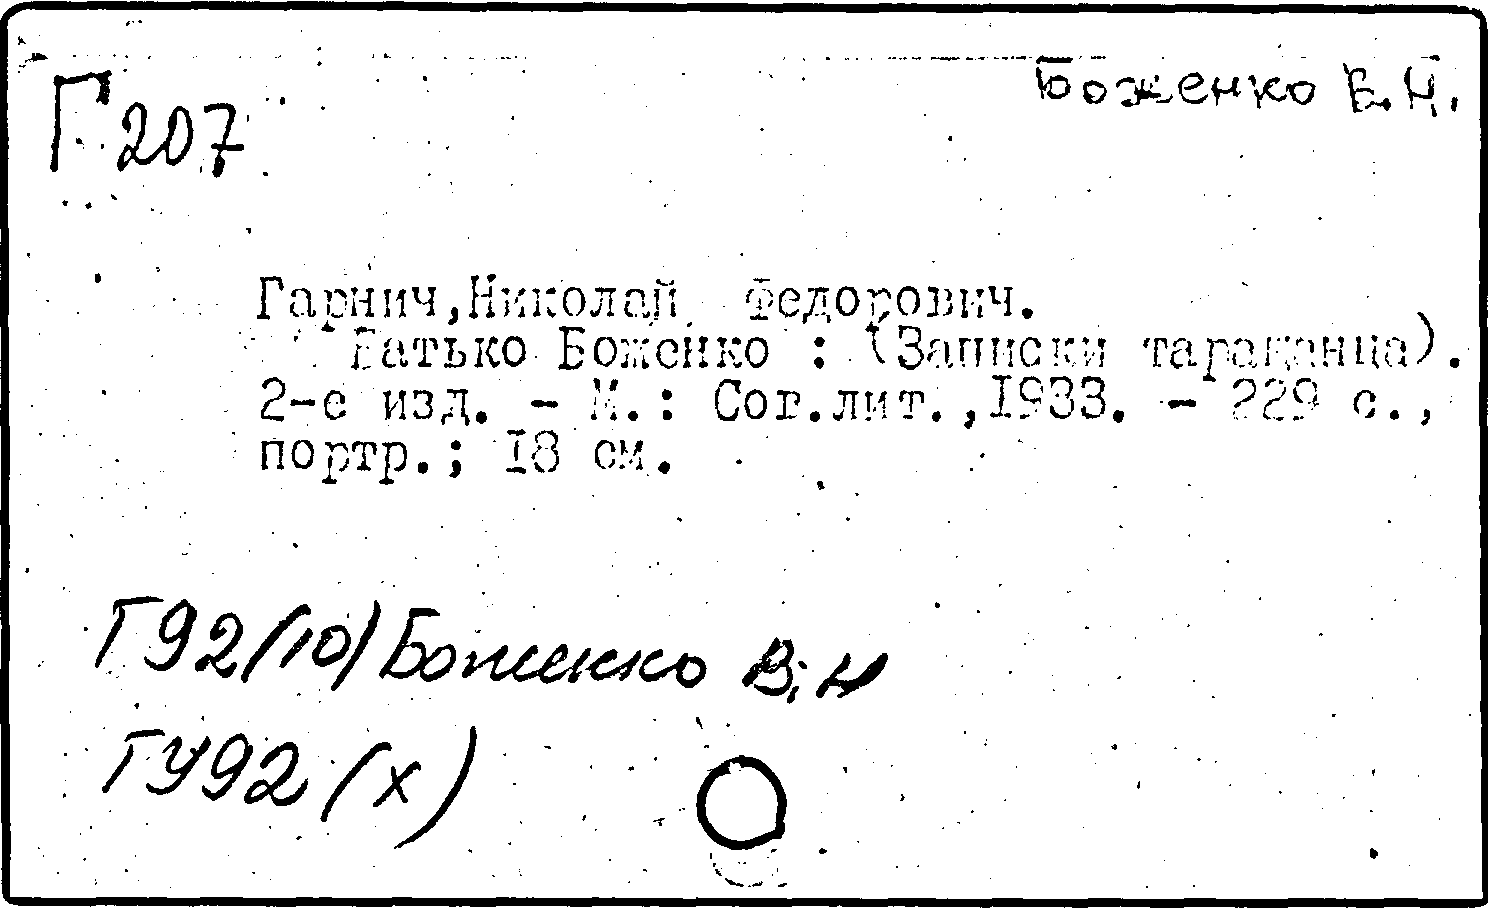 Боженко В.Н.
Г207
Гарнич,Николай Федорович.
Батько Боженко : (Записки таращанца).
2-е изд. - М.: Сов.лит.,1933. - 229 с.,
портр.; 18 см.
Г92(10) Боженко В.Н
ГУ92(х)